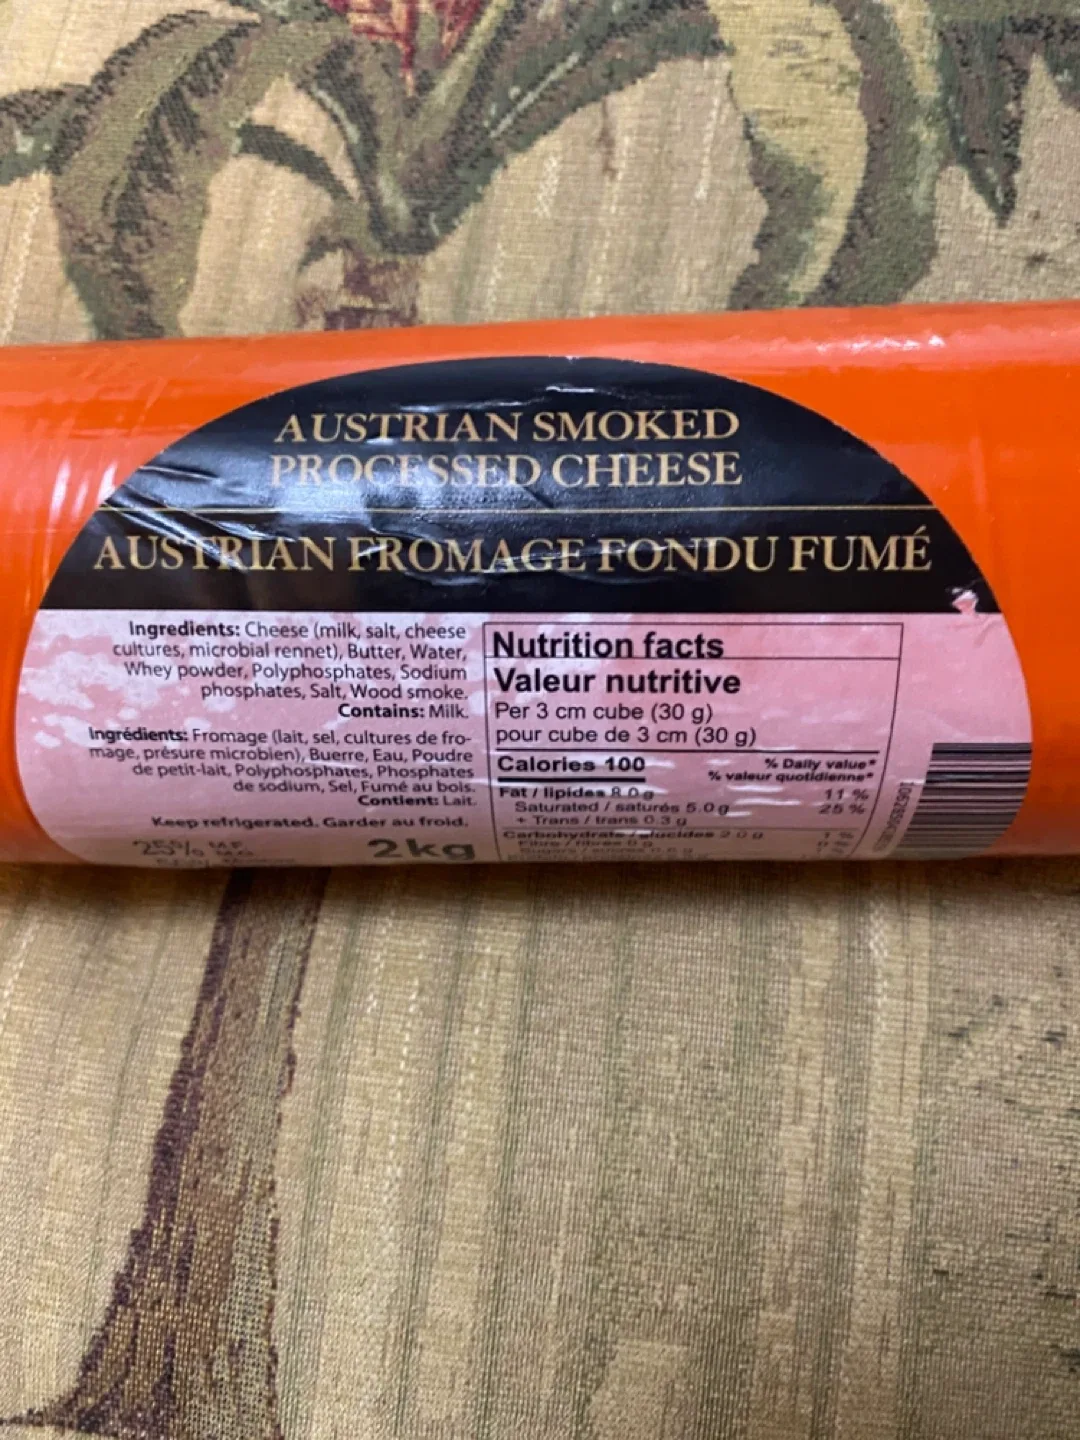 AUSTRIAN SMOKED
PROCESSED CHEESE
AUSTRIAN FROMAGE FONDU FUMÉ
Ingredients: Cheese (milk, salt, cheese
cultures, microbial rennet), Butter, Water,
Whey powder, Polyphosphates, Sodium
phosphates, Salt, Wood smoke.
Contains: Milk.
Ingrédients: Fromage (lait, sel, cultures de fro-
mage, présure microbien), Buerre, Eau, Poudre
de petit-lait, Polyphosphates, Phosphates
de sodium, Sel, Fumé au bois.
Contient: Lait.
Keep refrigerated. Garder au froid.
25% M.F.
2kg
Nutrition facts
Valeur nutritive
Per 3 cm cube (30 g)
pour cube de 3 cm (30 g)
Calories 100
% Daily value*
% valeur quotidienne*
Fat / lipides 8.0 g 11 %
Saturated / saturés 5.0 g 25 %
+ Trans / trans 0.3 g
Carbohydrate / glucides 2.0 g 1 %
Fibre / fibres 0 g